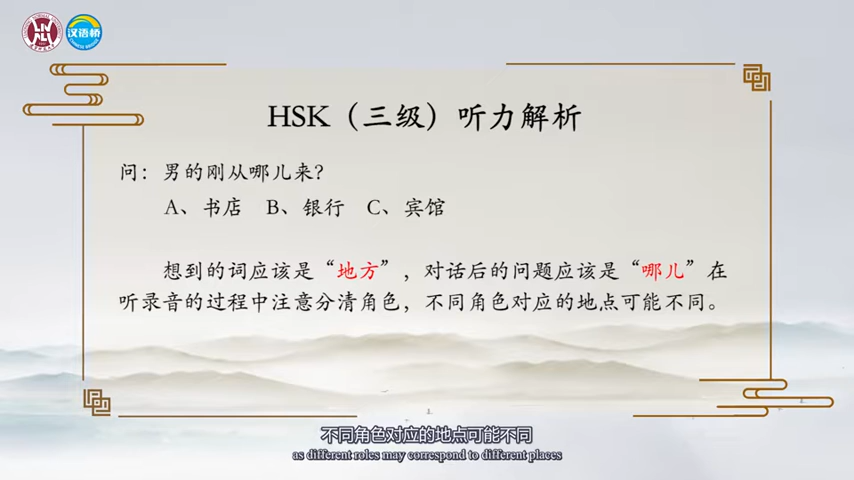 汉语桥
HSK（三级）听力解析
问：男的刚从哪儿来？
A、书店 B、银行 C、宾馆
想到的词应该是“地方”，对话后的问题应该是“哪儿”在
听录音的过程中注意分清角色，不同角色对应的地点可能不同。
不同角色对应的地点可能不同
as different roles may correspond to different places